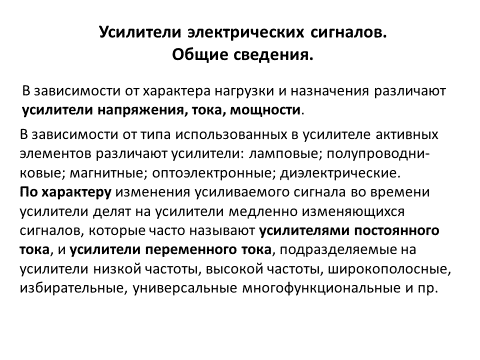 Усилители электрических сигналов.
Общие сведения.
В зависимости от характера нагрузки и назначения различают
усилители напряжения, тока, мощности.
В зависимости от типа использованных в усилителе активных
элементов различают усилители: ламповые; полупроводни-
ковые; магнитные; оптоэлектронные; диэлектрические.
По характеру изменения усиливаемого сигнала во времени
усилители делят на усилители медленно изменяющихся
сигналов, которые часто называют усилителями постоянного
тока, и усилители переменного тока, подразделяемые на
усилители низкой частоты, высокой частоты, широкополосные,
избирательные, универсальные многофункциональные и пр.